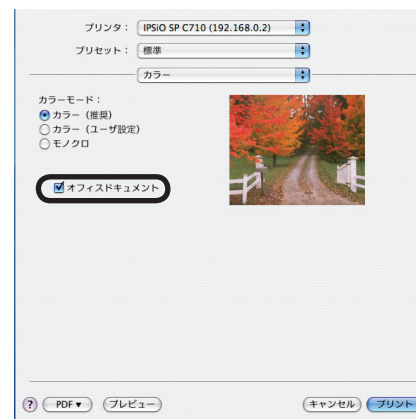 プリンタ： IPSiO SP C710 (192.168.0.2)
プリセット： 標準
カラー
カラーモード：
カラー（推奨）
カラー（ユーザ設定）
モノクロ
オフィスドキュメント
? PDF▼ プレビュー キャンセル プリント